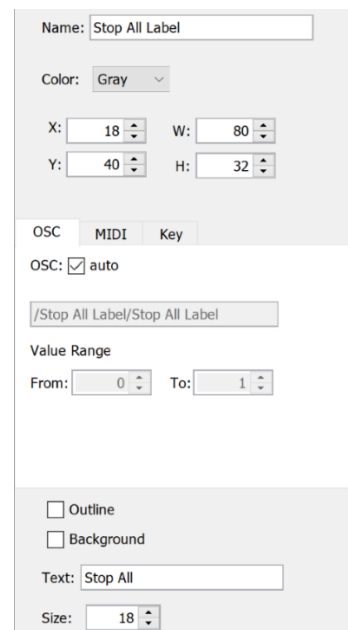 Name: Stop All Label
Color: Gray
X: 18 W: 80
Y: 40 H: 32
OSC MIDI Key
OSC: auto
/Stop All Label/Stop All Label
Value Range
From: 0 To: 1
Outline
Background
Text: Stop All
Size: 18